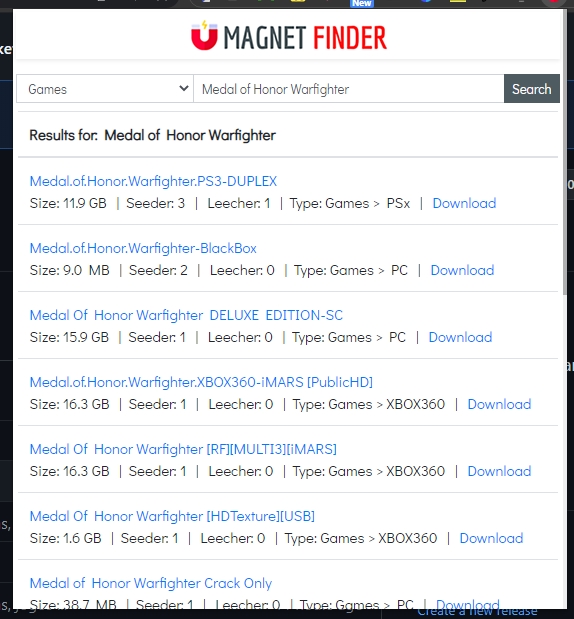 New
MAGNET FINDER
Games
Medal of Honor Warfighter
Search
Results for: Medal of Honor Warfighter
Medal.of.Honor.Warfighter.PS3-DUPLEX
Size: 11.9 GB | Seeder: 3 | Leecher: 1 | Type: Games > PSx | Download
Medal.of.Honor.Warfighter-BlackBox
Size: 9.0 MB | Seeder: 2 | Leecher: 0 | Type: Games > PC | Download
Medal Of Honor Warfighter DELUXE EDITION-SC
Size: 15.9 GB | Seeder: 1 | Leecher: 0 | Type: Games > PC | Download
Medal.of.Honor.Warfighter.XBOX360-iMARS [PublicHD]
Size: 16.3 GB | Seeder: 1 | Leecher: 0 | Type: Games > XBOX360 | Download
Medal Of Honor Warfighter [RF][MULTI3][iMARS]
Size: 16.3 GB | Seeder: 1 | Leecher: 0 | Type: Games > XBOX360 | Download
Medal Of Honor Warfighter [HDTexture][USB]
Size: 1.6 GB | Seeder: 1 | Leecher: 0 | Type: Games > XBOX360 | Download
Medal of Honor Warfighter Crack Only
Size: 38.7 MB | Seeder: 1 | Leecher: 0 | Type: Games > PC | Download
Create a new release